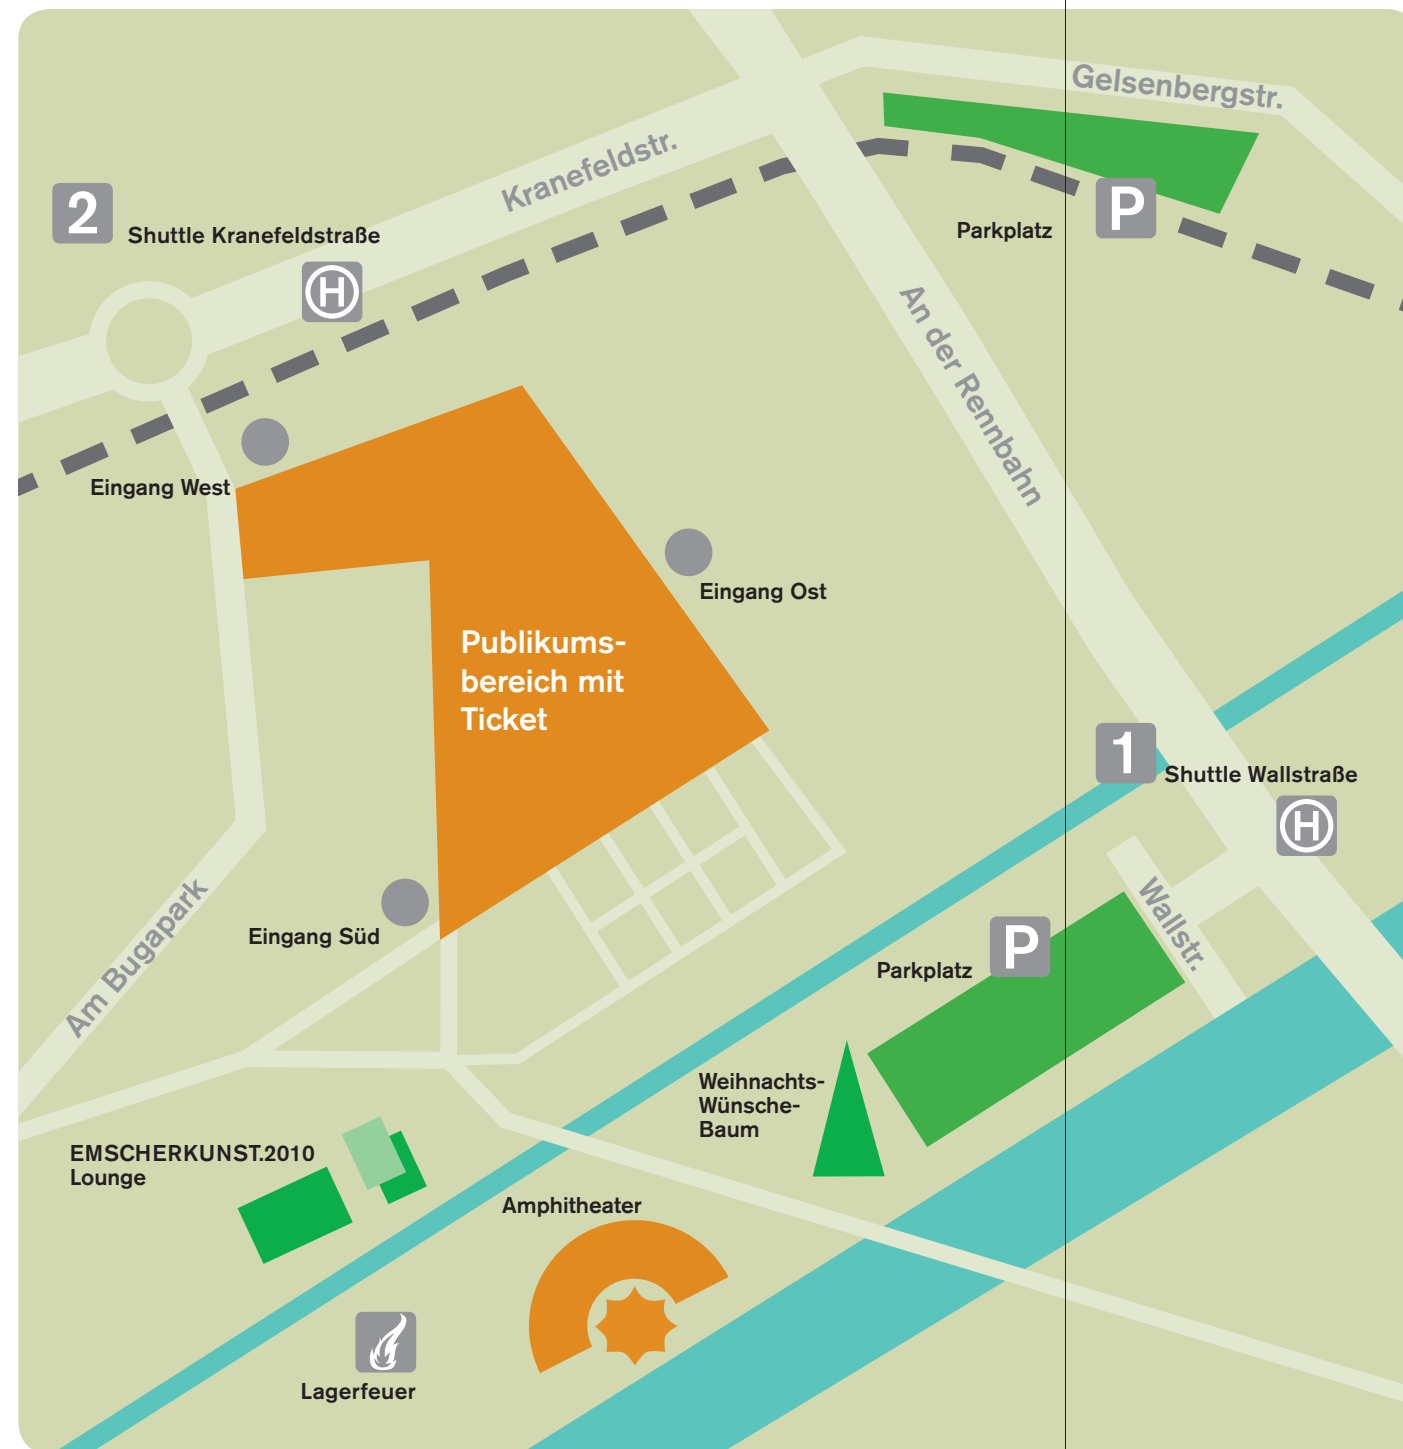 Gelsenbergstr.
Kranefeldstr.
2
Shuttle Kranefeldstraße
H
P
Parkplatz
An der Rennbahn
Eingang West
Eingang Ost
Publikums-
bereich mit
Ticket
1
Shuttle Wallstraße
H
Wallstr.
Am Bugapark
Eingang Süd
P
Parkplatz
Weihnachts-
Wünsche-
Baum
EMSCHERKUNST.2010
Lounge
Amphitheater
Lagerfeuer